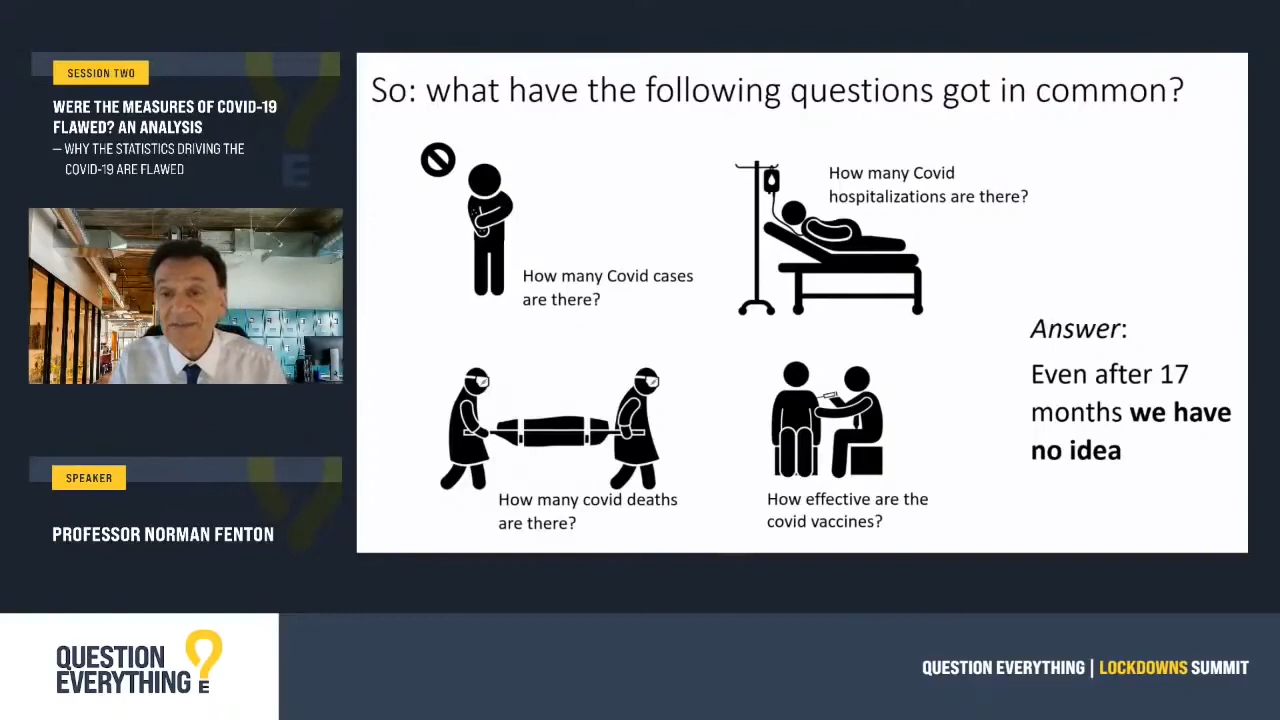 SESSION TWO
WERE THE MEASURES OF COVID-19
FLAWED? AN ANALYSIS
– WHY THE STATISTICS DRIVING THE
COVID-19 ARE FLAWED
SPEAKER
PROFESSOR NORMAN FENTON
So: what have the following questions got in common?
How many Covid cases
are there?
How many Covid
hospitalizations are there?
How many covid deaths
are there?
How effective are the
covid vaccines?
Answer:
Even after 17
months we have
no idea
QUESTION
EVERYTHING
E
QUESTION EVERYTHING | LOCKDOWNS SUMMIT